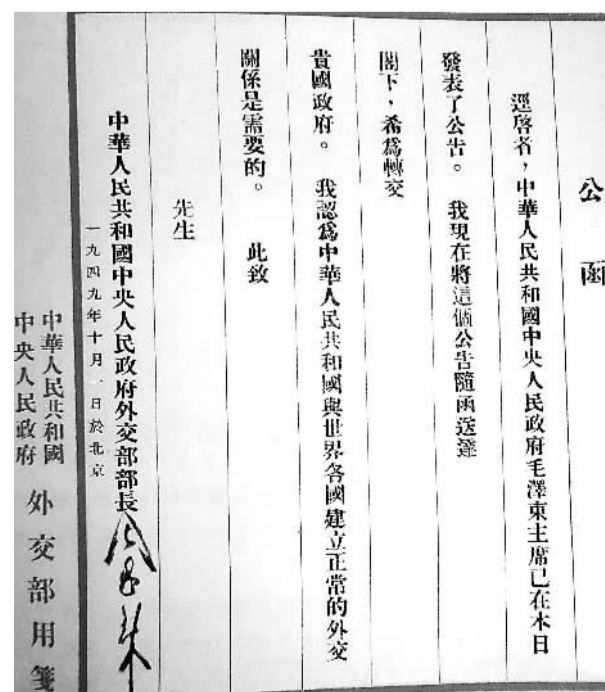 公函
逕啓者，中華人民共和國中央人民政府毛澤東主席已在本日
發表了公告。　我現在將這個公告隨函送達
閣下，希爲轉交
貴國政府。　我認爲中華人民共和國與世界各國建立正常的外交
關係是需要的。　此致
先生
中華人民共和國中央人民政府外交部部長 周恩來
一九四九年十月一日於北京
中華人民共和國
中央人民政府
外交部用箋